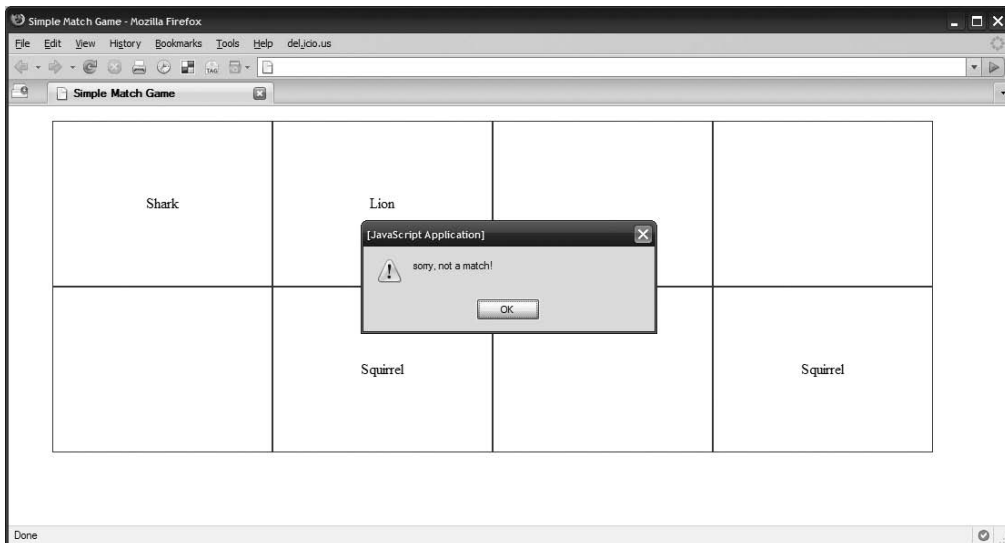 Simple Match Game - Mozilla Firefox
File Edit View History Bookmarks Tools Help del.icio.us
TAG
Simple Match Game
Shark Lion
[JavaScript Application]
sorry, not a match!
OK
Squirrel Squirrel
Done